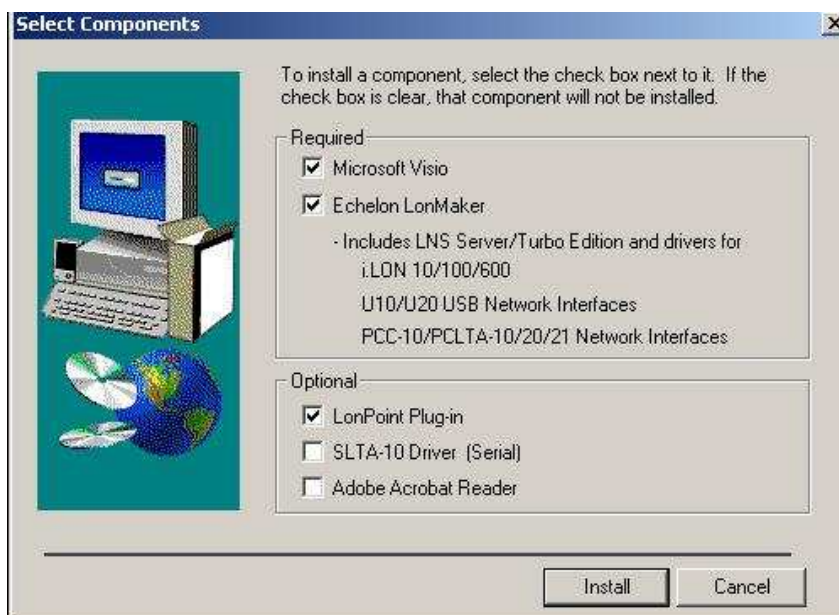 Select Components
To install a component, select the check box next to it. If the
check box is clear, that component will not be installed.
Required
Microsoft Visio
Echelon LonMaker
- Includes LNS Server/Turbo Edition and drivers for
i.LON 10/100/600
U10/U20 USB Network Interfaces
PCC-10/PCLTA-10/20/21 Network Interfaces
Optional
LonPoint Plug-in
SLTA-10 Driver (Serial)
Adobe Acrobat Reader
Install
Cancel